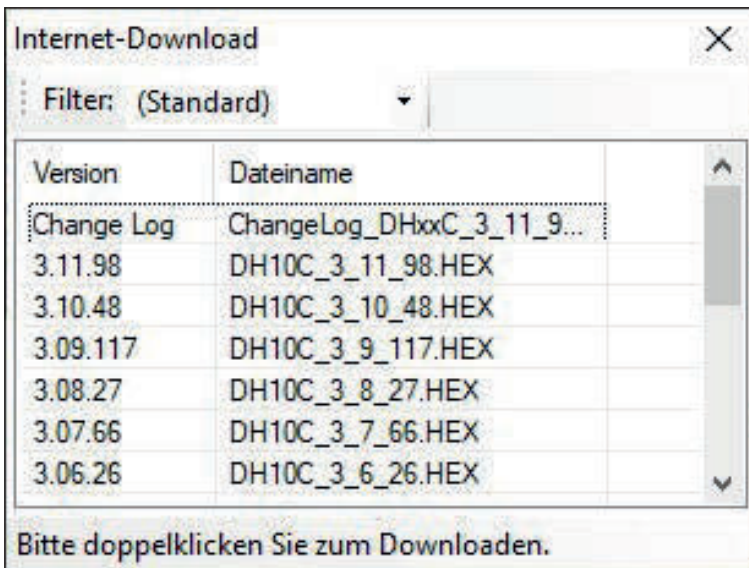 Internet-Download
Filter: (Standard)
Version Dateiname
Change Log ChangeLog_DHxxC_3_11_9...
3.11.98 DH10C_3_11_98.HEX
3.10.48 DH10C_3_10_48.HEX
3.09.117 DH10C_3_9_117.HEX
3.08.27 DH10C_3_8_27.HEX
3.07.66 DH10C_3_7_66.HEX
3.06.26 DH10C_3_6_26.HEX
Bitte doppelklicken Sie zum Downloaden.